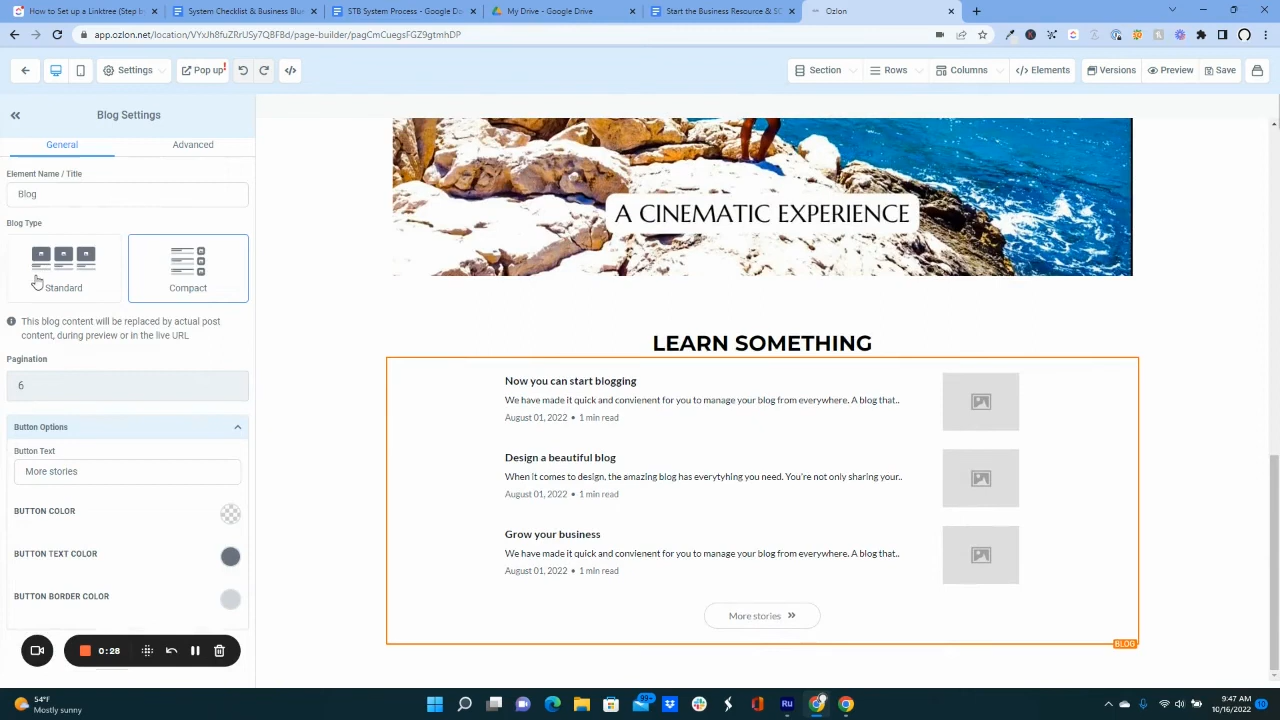 How to Set up a Linktree (Step b
System Checklist & Business Blue
STB System Process - Google Do
My Drive - Google Drive
Start the Business Resource & SO
Ozlon
app.ozlon.net/location/VYxJh8fuZRrUSy7QBF8d/page-builder/pagCmCuegsFGZ9gtmhDP
Settings
Pop up
Section
Rows
Columns
Elements
Versions
Preview
Save
Blog Settings
General
Advanced
Element Name / Title
Blog
Blog Type
Standard
Compact
This blog content will be replaced by actual post
content, during preview or in the live URL
Pagination
6
Button Options
Button Text
More stories
BUTTON COLOR
BUTTON TEXT COLOR
BUTTON BORDER COLOR
0:28
A CINEMATIC EXPERIENCE
LEARN SOMETHING
Now you can start blogging
We have made it quick and convienent for you to manage your blog from everywhere. A blog that..
August 01, 2022 • 1 min read
Design a beautiful blog
When it comes to design, the amazing blog has everytyhing you need. You're not only sharing your..
August 01, 2022 • 1 min read
Grow your business
We have made it quick and convienent for you to manage your blog from everywhere. A blog that..
August 01, 2022 • 1 min read
More stories »
BLOG
54°F
Mostly sunny
99+
Ru
9:47 AM
10/16/2022